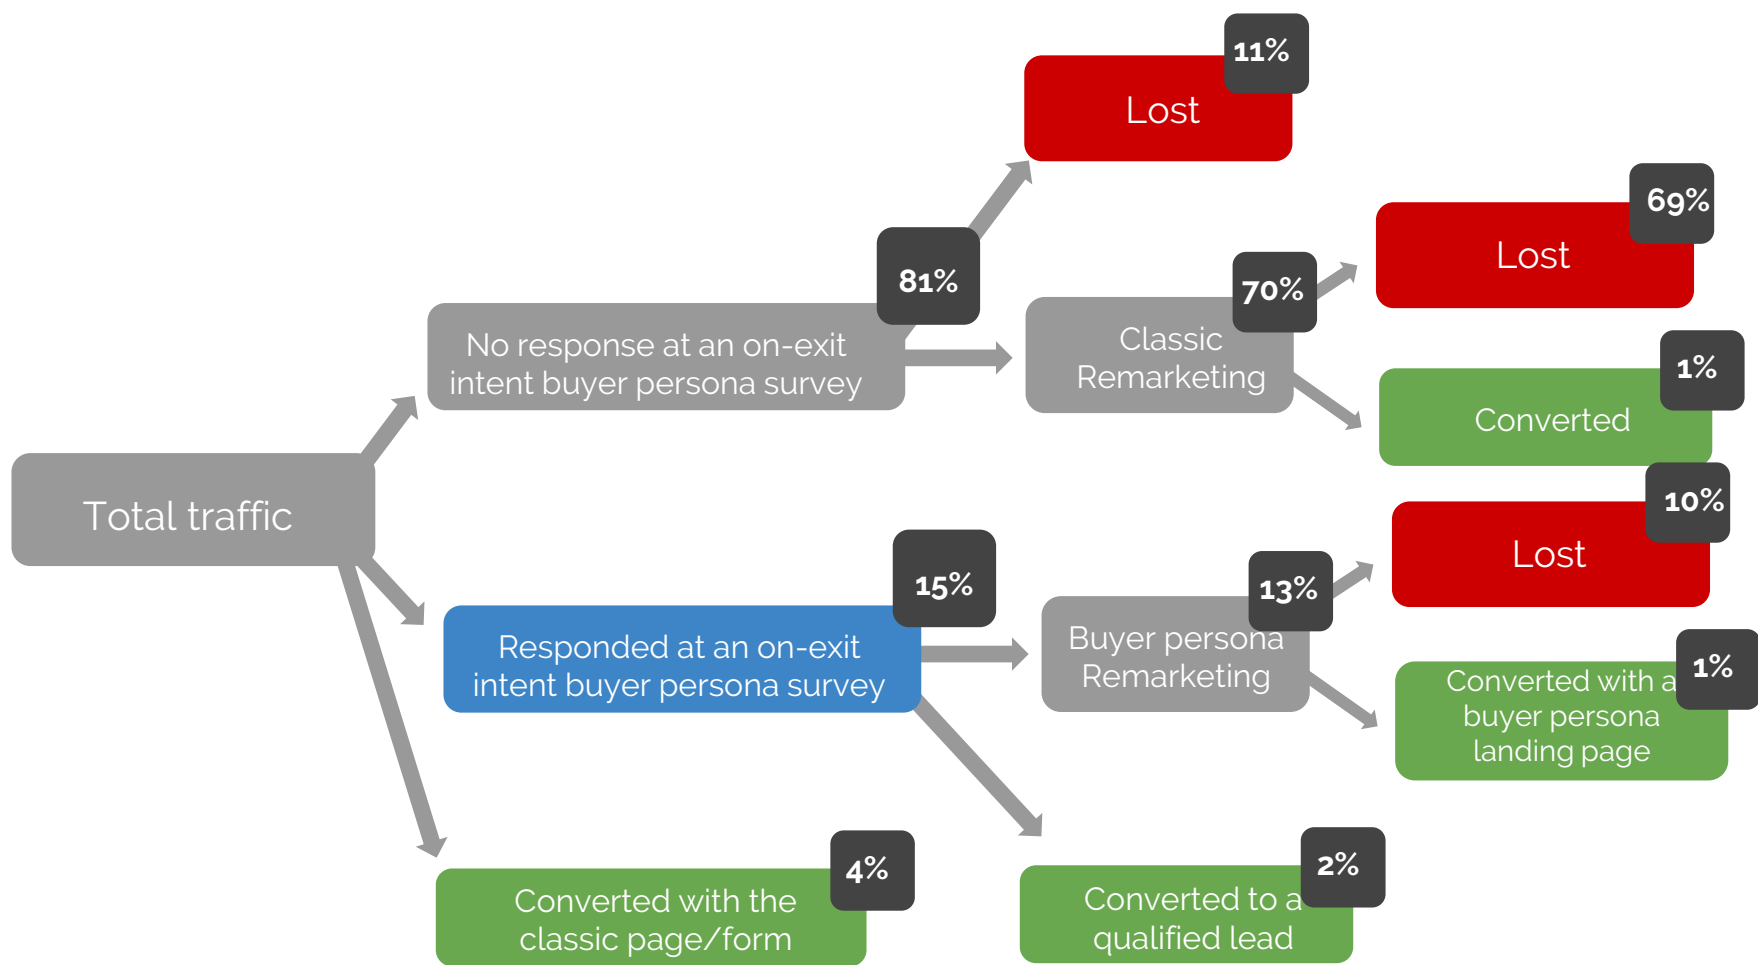 11%
Lost
69%
Lost
81%
70%
No response at an on-exit
intent buyer persona survey
Classic
Remarketing
1%
Converted
Total traffic
10%
Lost
15%
13%
Responded at an on-exit
intent buyer persona survey
Buyer persona
Remarketing
1%
Converted with a
buyer persona
landing page
4%
Converted with the
classic page/form
2%
Converted to a
qualified lead